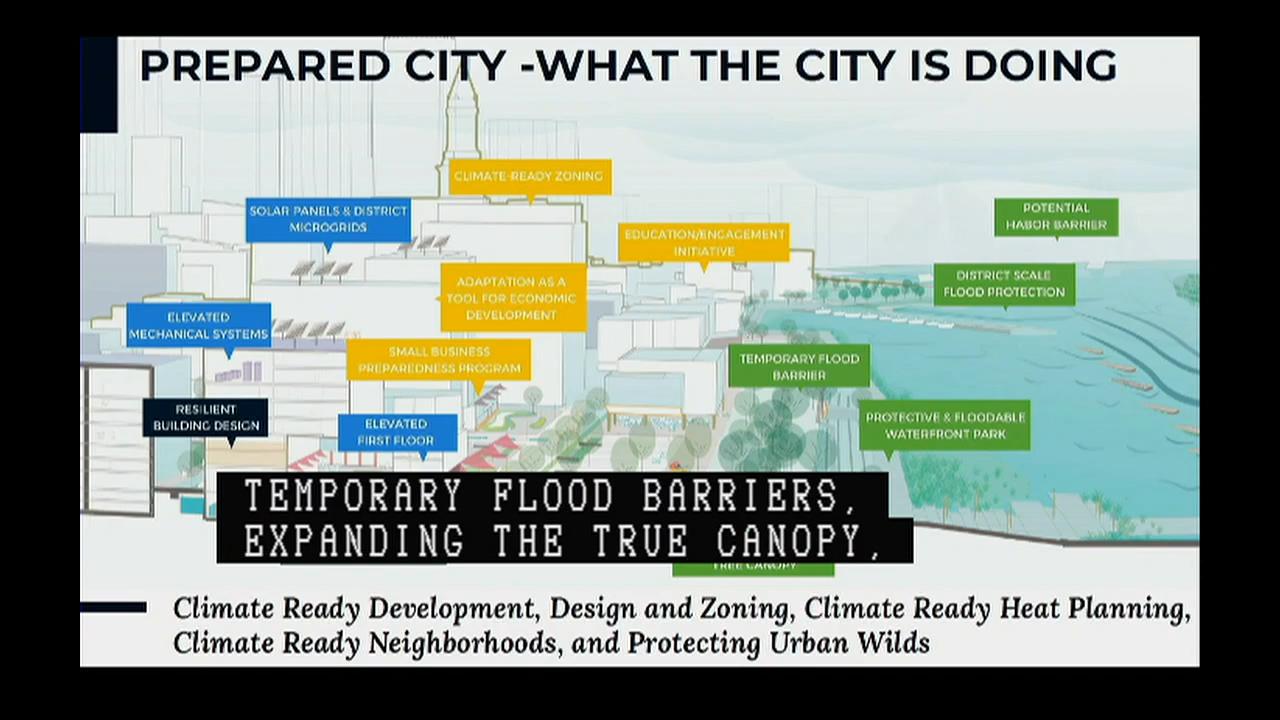 PREPARED CITY -WHAT THE CITY IS DOING
CLIMATE-READY ZONING
SOLAR PANELS & DISTRICT
MICROGRIDS
POTENTIAL
HABOR BARRIER
EDUCATION/ENGAGEMENT
INITIATIVE
ADAPTATION AS A
TOOL FOR ECONOMIC
DEVELOPMENT
DISTRICT SCALE
FLOOD PROTECTION
ELEVATED
MECHANICAL SYSTEMS
SMALL BUSINESS
PREPAREDNESS PROGRAM
TEMPORARY FLOOD
BARRIER
RESILIENT
BUILDING DESIGN
ELEVATED
FIRST FLOOR
PROTECTIVE & FLOODABLE
WATERFRONT PARK
TEMPORARY FLOOD BARRIERS,
EXPANDING THE TRUE CANOPY,
TREE CANOPY
Climate Ready Development, Design and Zoning, Climate Ready Heat Planning,
Climate Ready Neighborhoods, and Protecting Urban Wilds